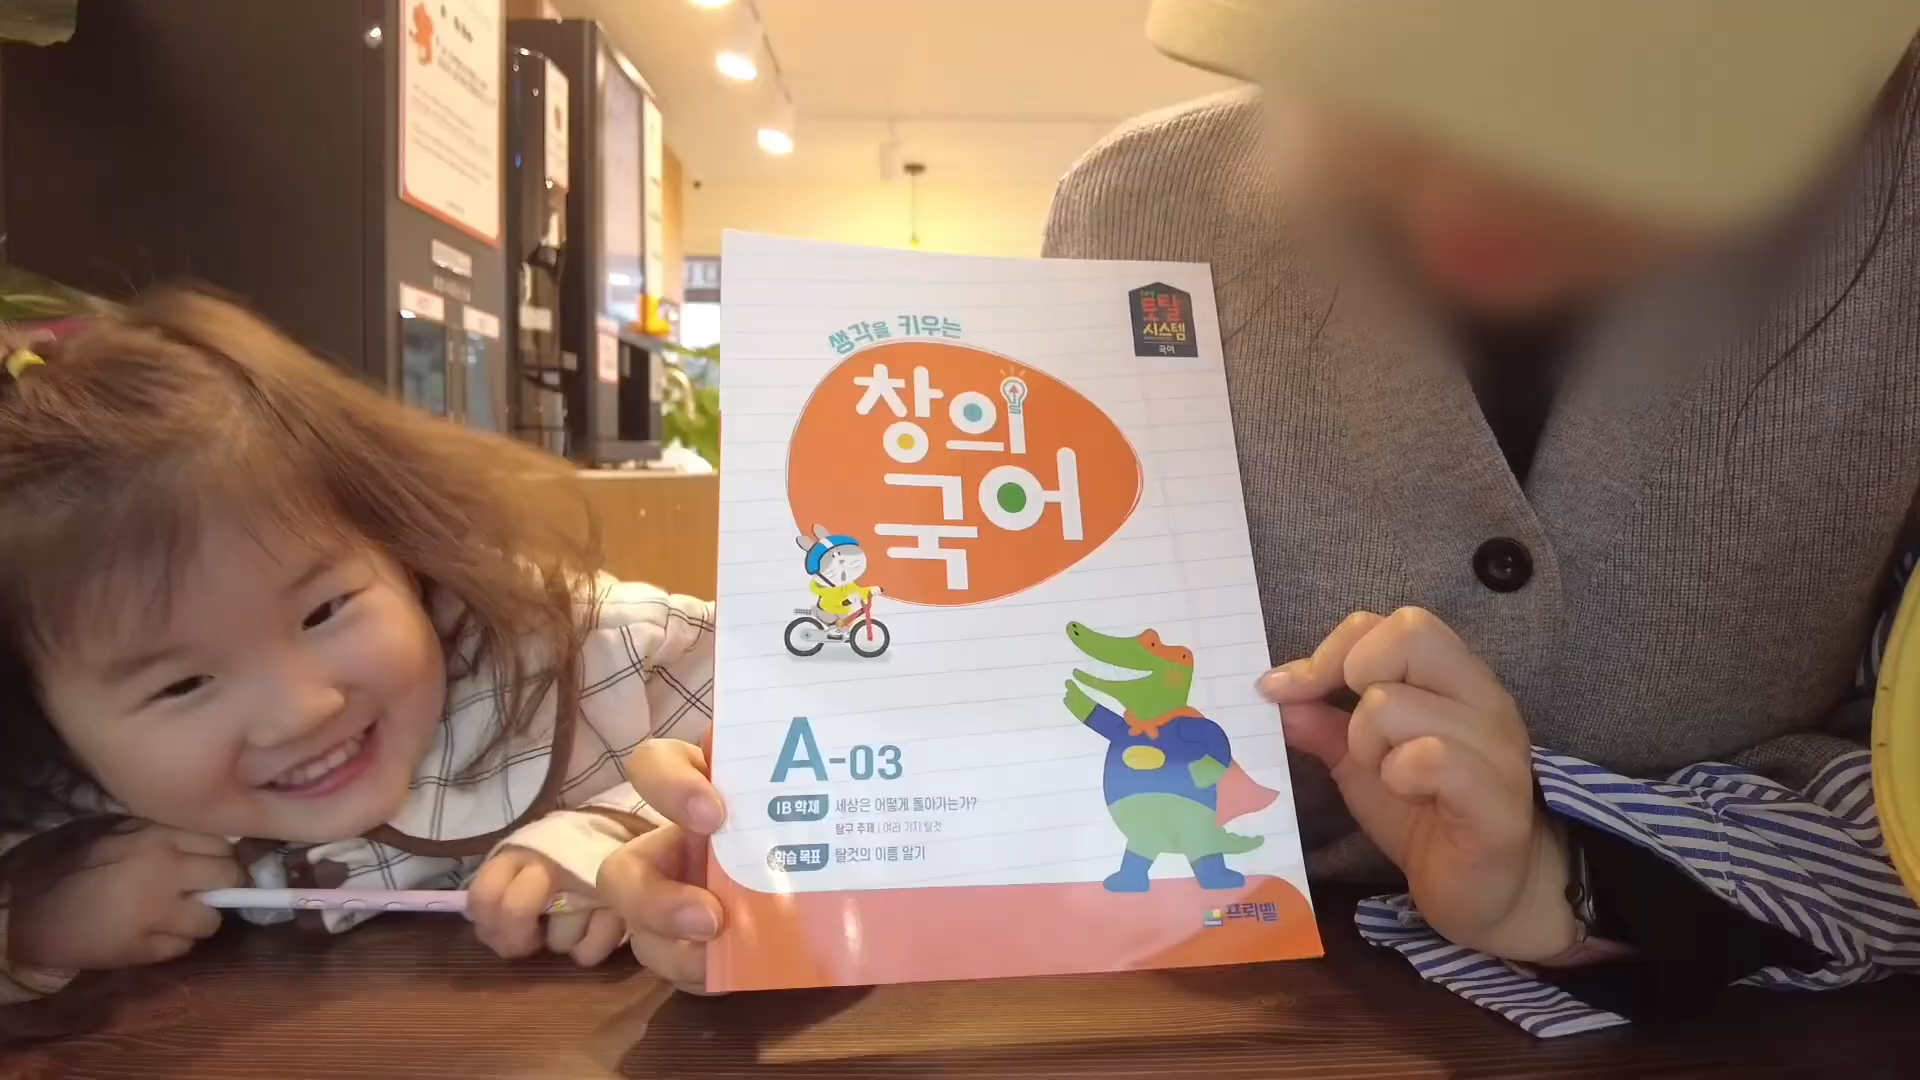 토탈
시스템
국어
생각을 키우는
창의
국어
A-03
IB 학제 세상은 어떻게 돌아가는가?
탐구 주제 | 여러 가지 탈것
학습 목표 탈것의 이름 알기
프뢰벨